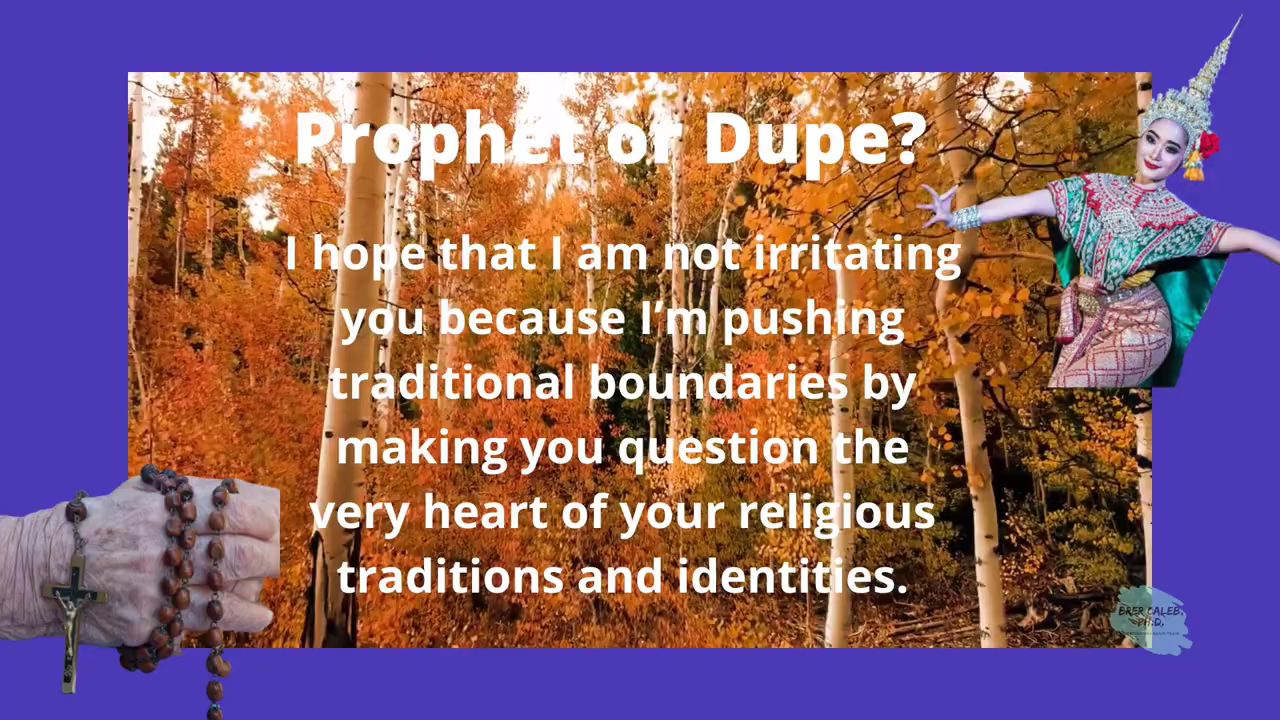 Prophet or Dupe?
I hope that I am not irritating
you because I’m pushing
traditional boundaries by
making you question the
very heart of your religious
traditions and identities.
BRER CALEB,
PH.D.